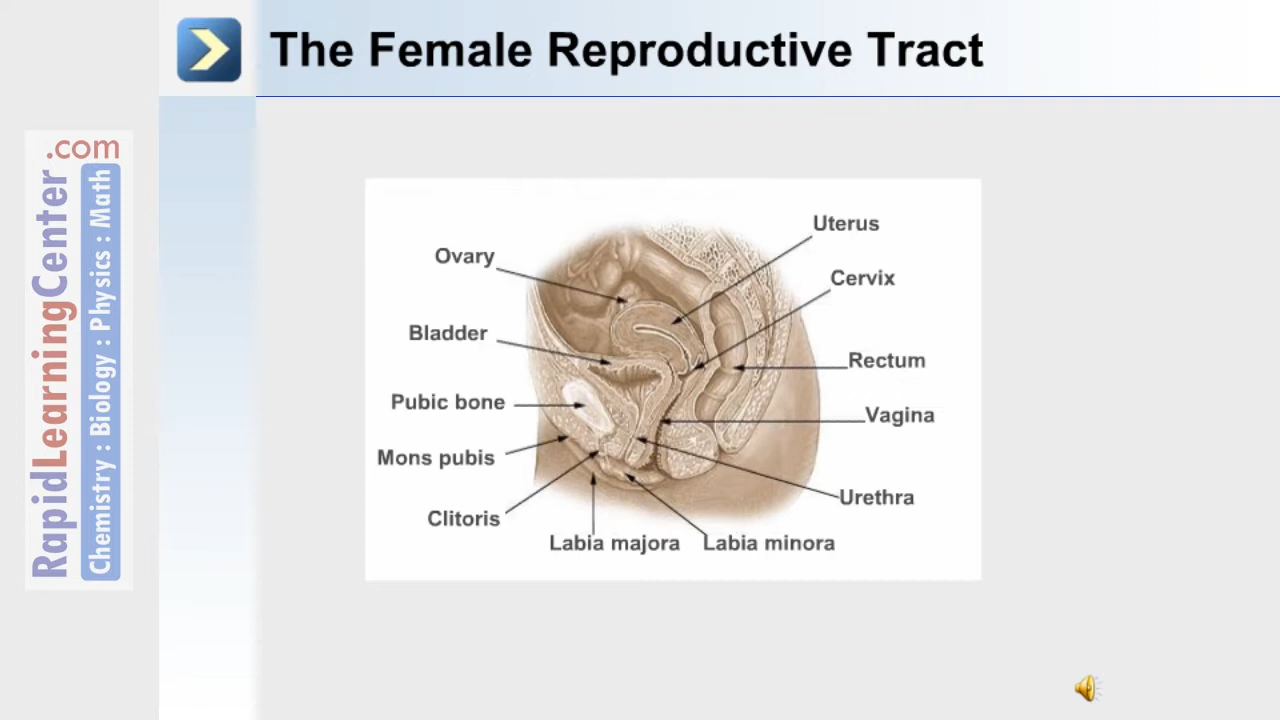 The Female Reproductive Tract
RapidLearningCenter.com
Chemistry : Biology : Physics : Math
Uterus
Ovary
Cervix
Bladder
Rectum
Pubic bone
Vagina
Mons pubis
Urethra
Clitoris
Labia majora
Labia minora